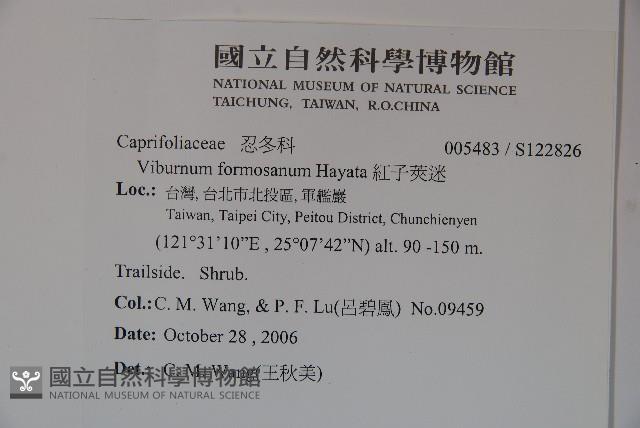 國立自然科學博物館
NATIONAL MUSEUM OF NATURAL SCIENCE
TAICHUNG, TAIWAN, R.O.CHINA
Caprifoliaceae 忍冬科 005483 / S122826
Viburnum formosanum Hayata 紅子莢迷
Loc.: 台灣, 台北市北投區, 軍艦巖
Taiwan, Taipei City, Peitou District, Chunchienyen
(121°31'10”E , 25°07'42”N) alt. 90 -150 m.
Trailside. Shrub.
Col.: C. M. Wang, & P. F. Lu(呂碧鳳) No.09459
Date: October 28 , 2006
Det.: C. M. Wang(王秋美)
國立自然科學博物館
NATIONAL MUSEUM OF NATURAL SCIENCE